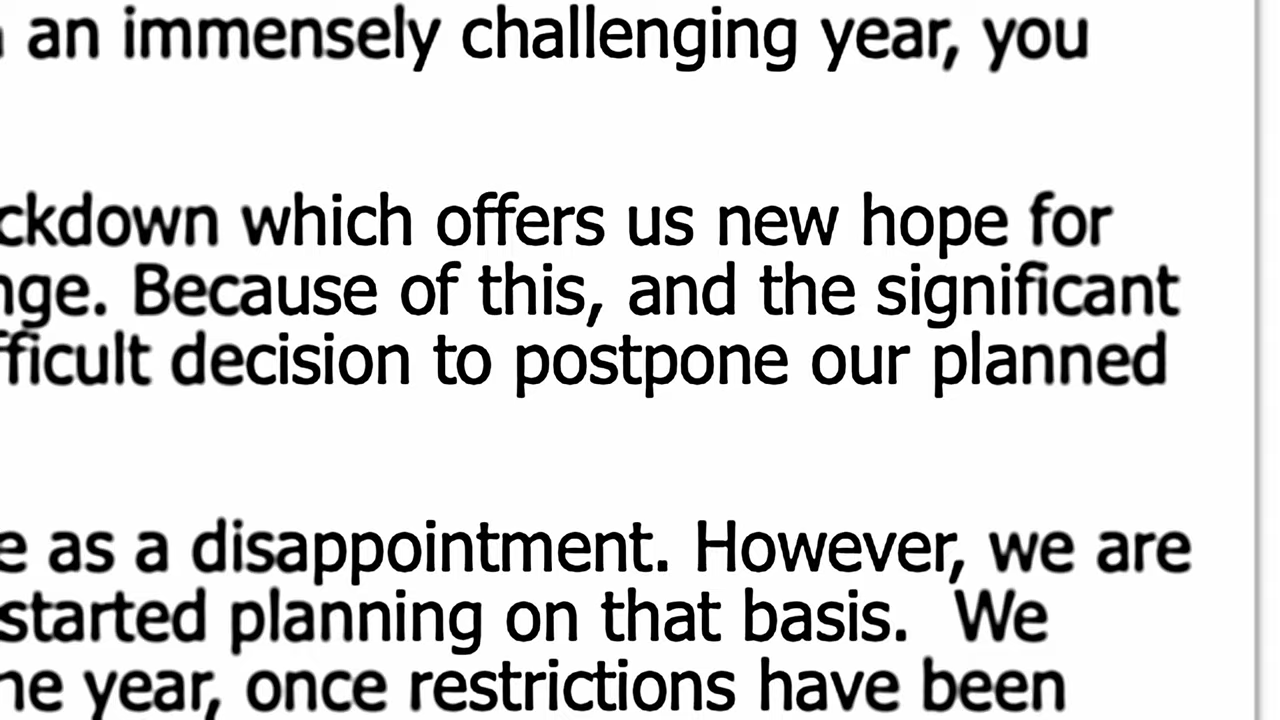 an immensely challenging year, you
ckdown which offers us new hope for
nge. Because of this, and the significant
fficult decision to postpone our planned
e as a disappointment. However, we are
started planning on that basis. We
he year, once restrictions have been